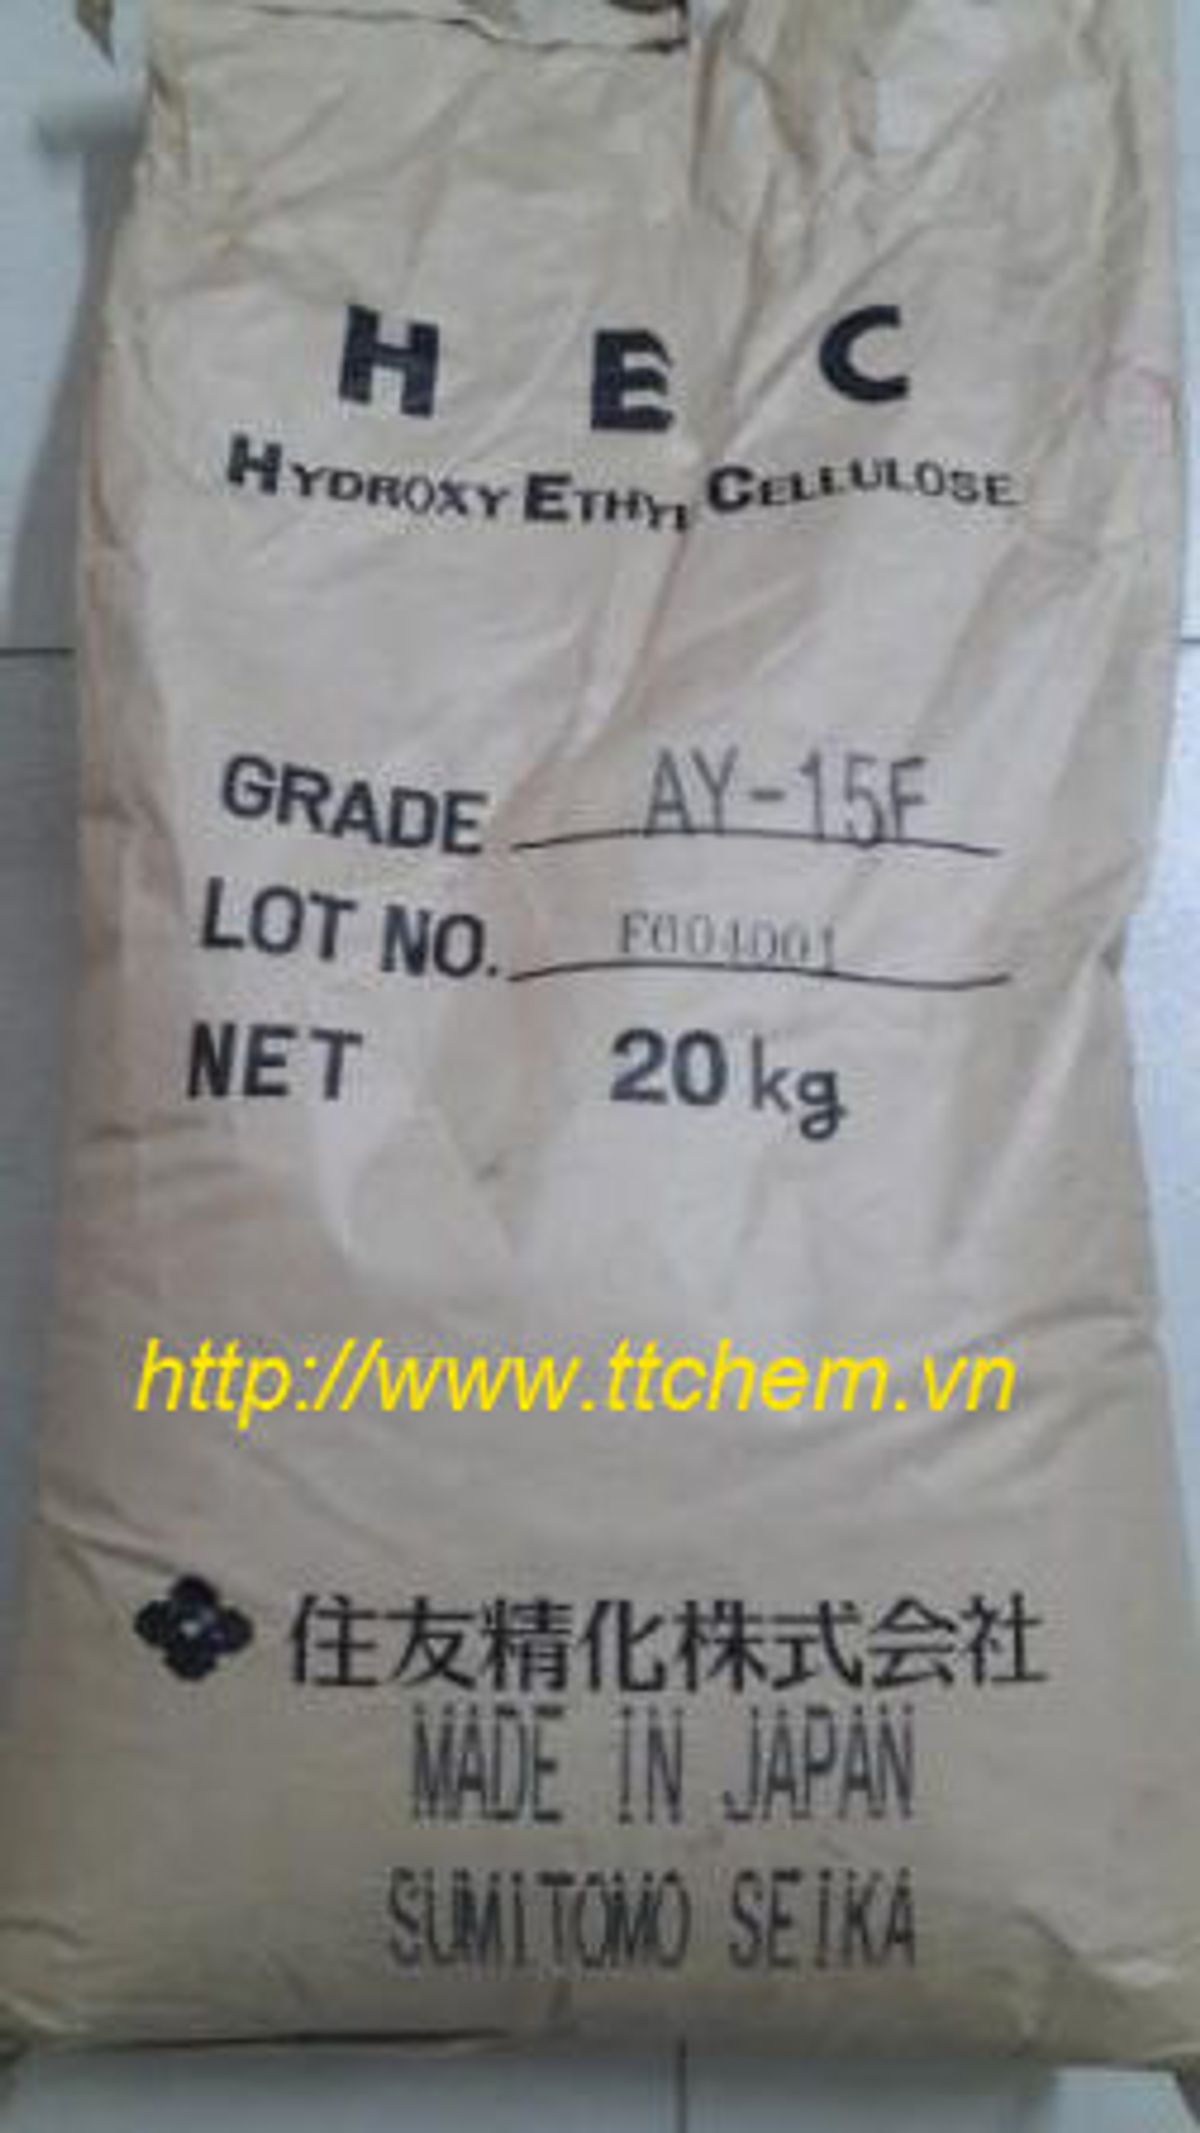 H E C
HYDROXY ETHYL CELLULOSE
GRADE AY-15F
LOT NO. F604001
NET 20 kg
http://www.ttchem.vn
住友精化株式会社
MADE IN JAPAN
SUMITOMO SEIKA